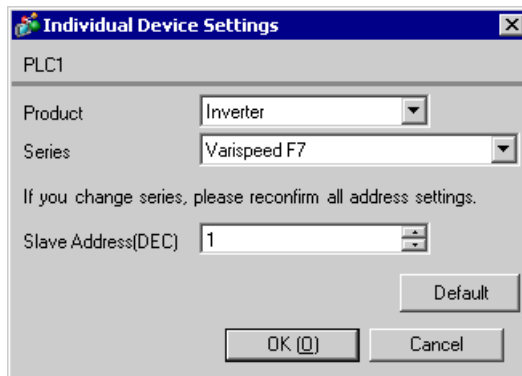 Individual Device Settings
PLC1
Product Inverter
Series Varispeed F7
If you change series, please reconfirm all address settings.
Slave Address(DEC) 1
Default
OK (O) Cancel